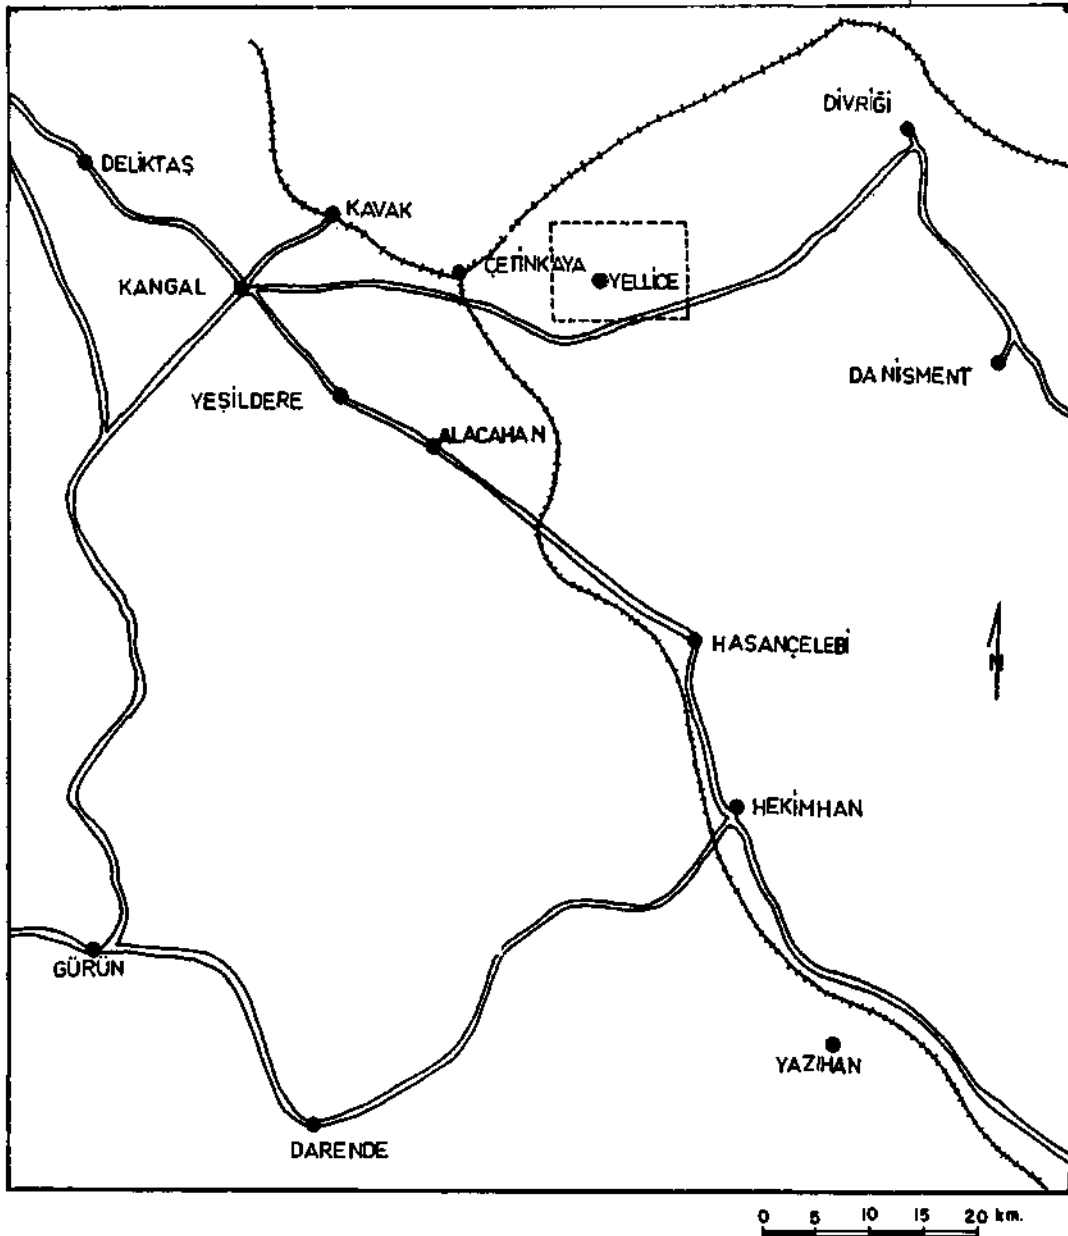 DİVRİĞİ
DELİKTAŞ
KAVAK
ÇETİNKAYA
YELLİCE
KANGAL
DANİSMENT
YEŞİLDERE
ALACAHAN
HASANÇELEBİ
N
HEKİMHAN
GÜRÜN
YAZIHAN
DARENDE
0 5 10 15 20 km.